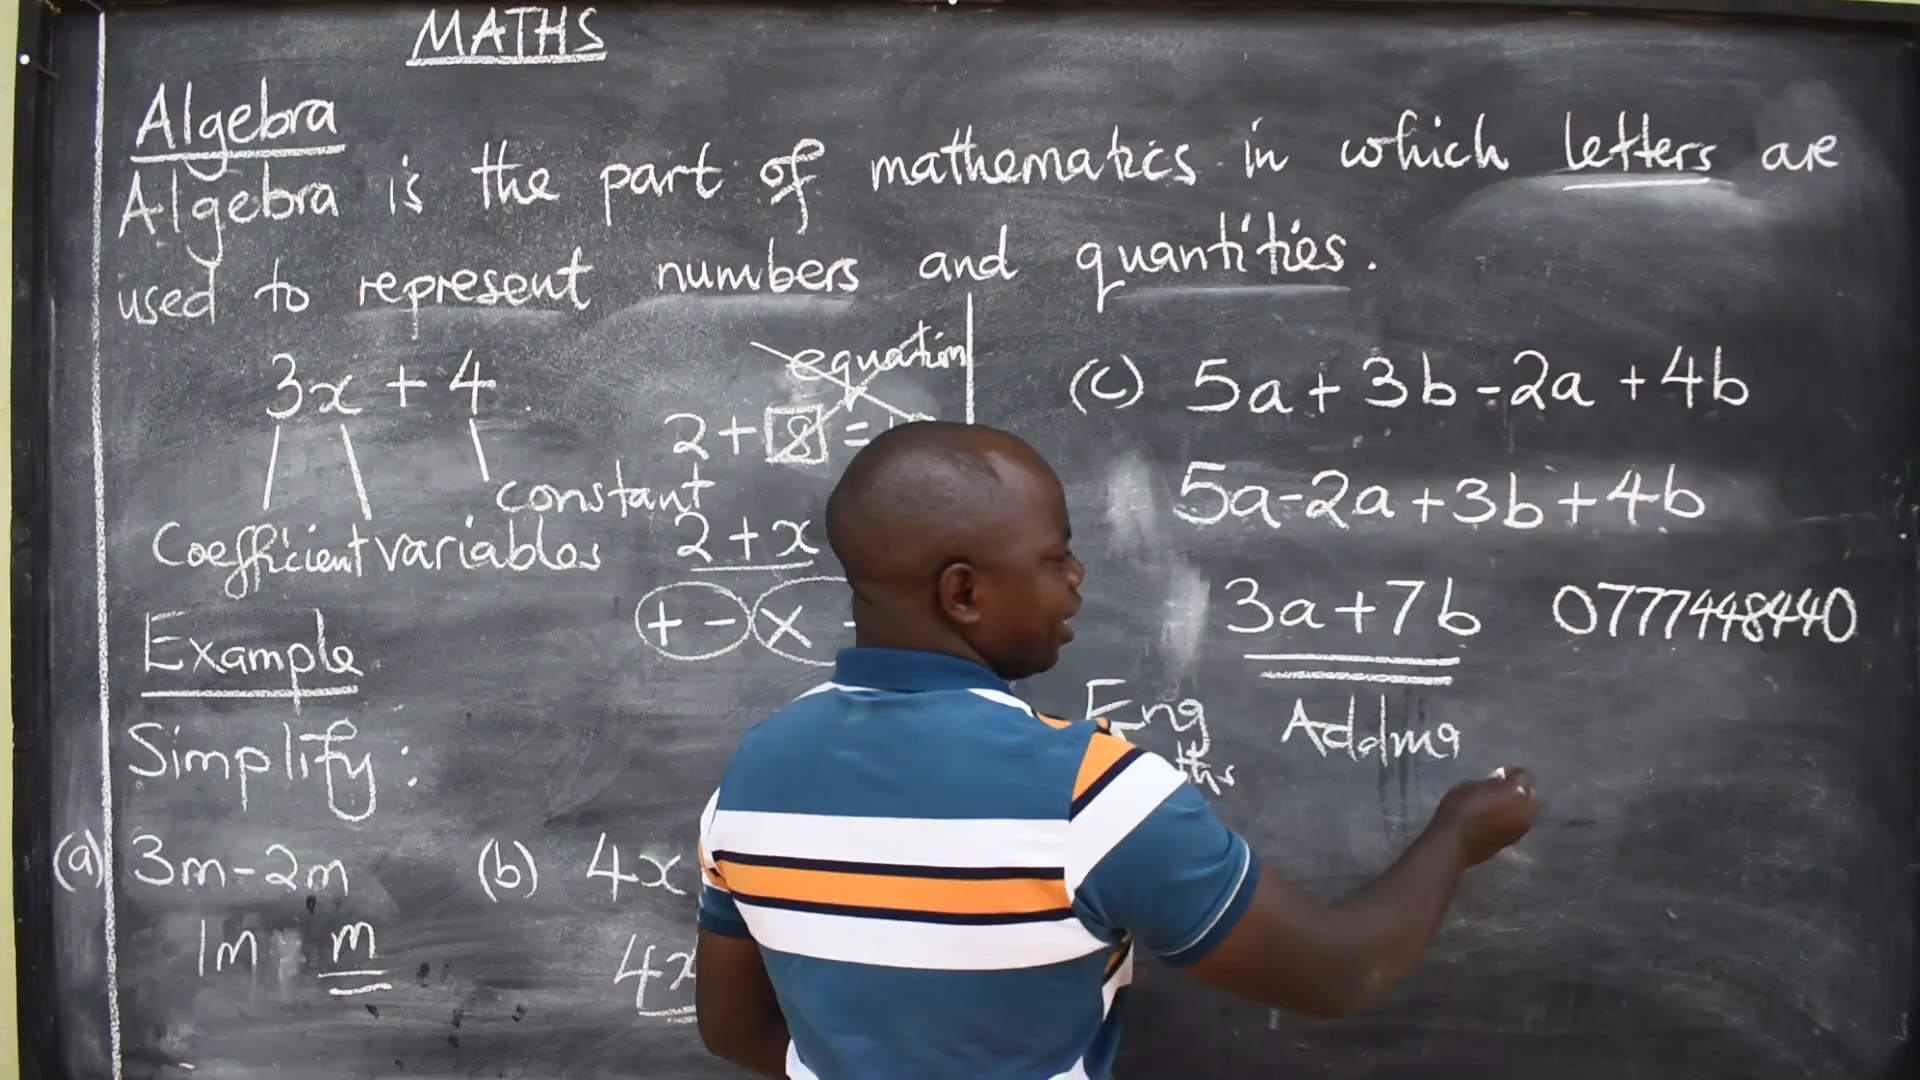 MATHS
Algebra
Algebra is the part of mathematics in which letters are
used to represent numbers and quantities.
3x + 4
Coefficient variables constant
equation
2 + 8 =
2 + x
+ - ×
Example
Simplify:
(a) 3m - 2m
1m m
(b) 4x
4x
(c) 5a + 3b - 2a + 4b
5a - 2a + 3b + 4b
3a + 7b
0777448440
Eng
Addma